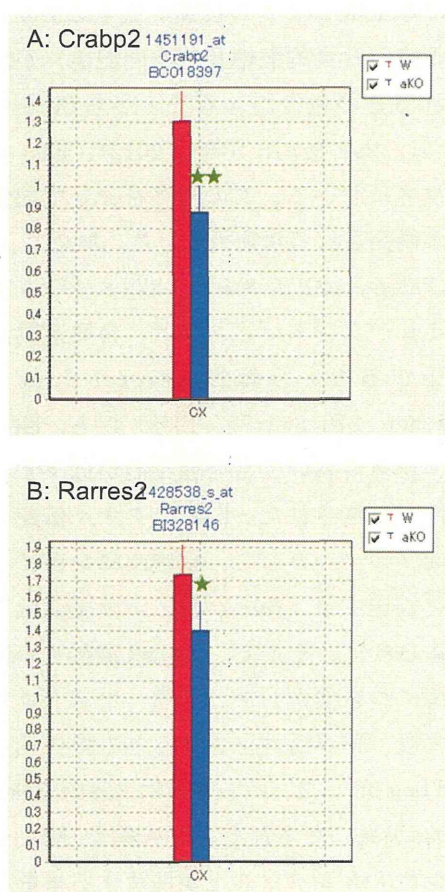 A: Crabp2 1451191_at
Crabp2
BC018397
W
aKO
1.4
1.3
1.2
1.1
1
0.9
0.8
0.7
0.6
0.5
0.4
0.3
0.2
0.1
0
CX
B: Rarres2 1428538_s_at
Rarres2
BI328146
W
aKO
1.9
1.8
1.7
1.6
1.5
1.4
1.3
1.2
1.1
1
0.9
0.8
0.7
0.6
0.5
0.4
0.3
0.2
0.1
0
CX